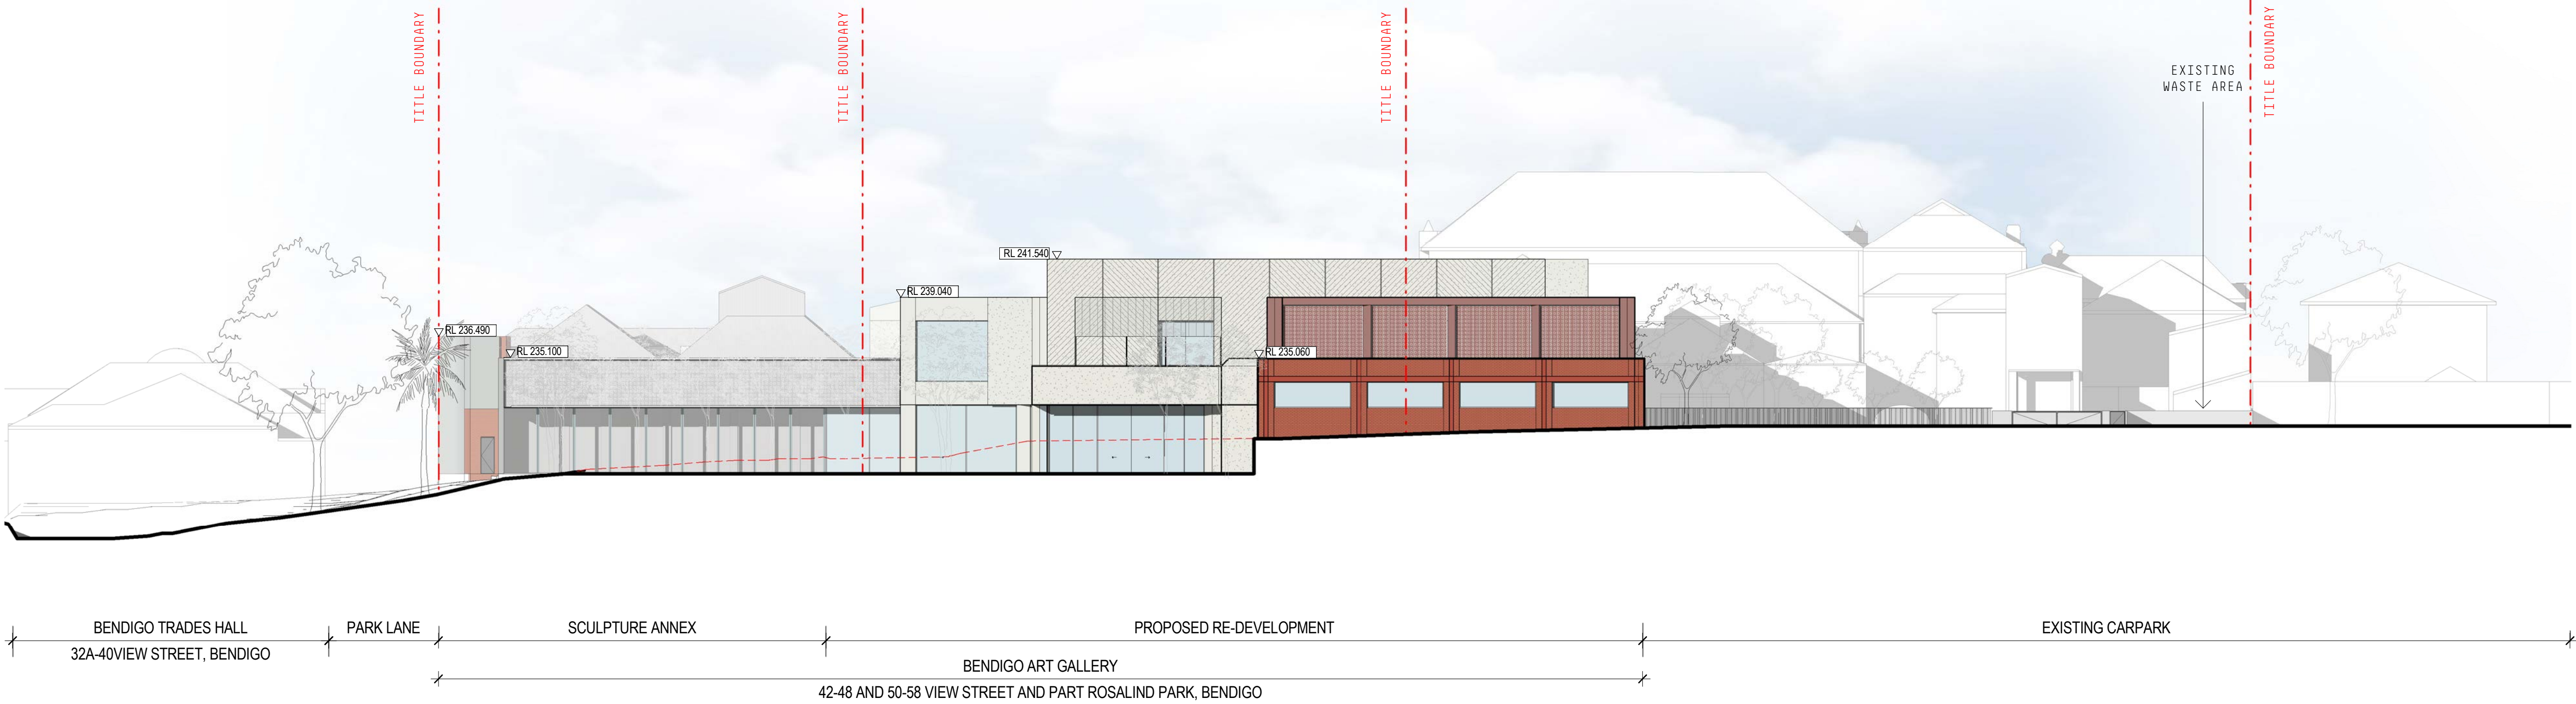 TITLE BOUNDARY
TITLE BOUNDARY
TITLE BOUNDARY
TITLE BOUNDARY
EXISTING
WASTE AREA
RL 241.540
RL 239.040
RL 236.490
RL 235.100
RL 235.060
BENDIGO TRADES HALL
PARK LANE
SCULPTURE ANNEX
PROPOSED RE-DEVELOPMENT
EXISTING CARPARK
32A-40VIEW STREET, BENDIGO
BENDIGO ART GALLERY
42-48 AND 50-58 VIEW STREET AND PART ROSALIND PARK, BENDIGO